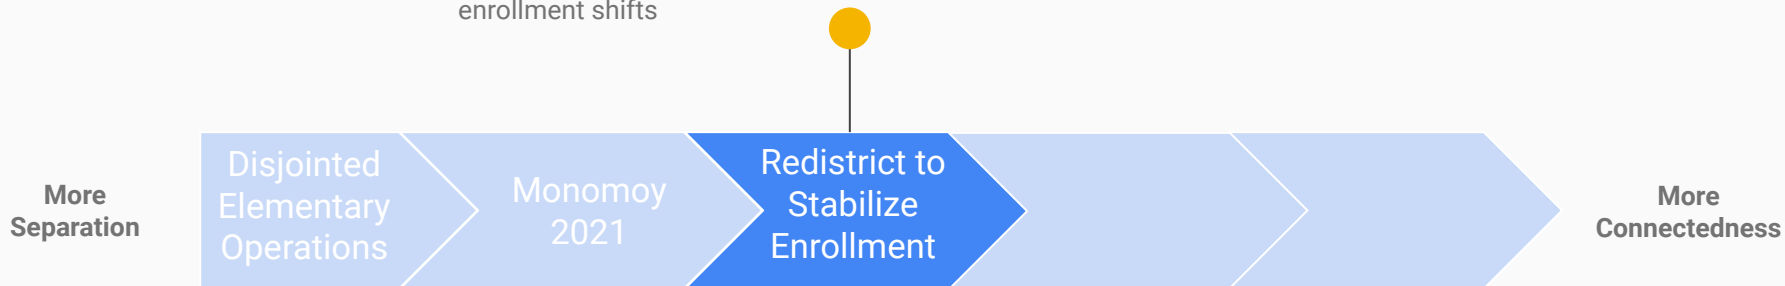 enrollment shifts
More
Separation
Disjointed
Elementary
Operations
Monomoy
2021
Redistrict to
Stabilize
Enrollment
More
Connectedness